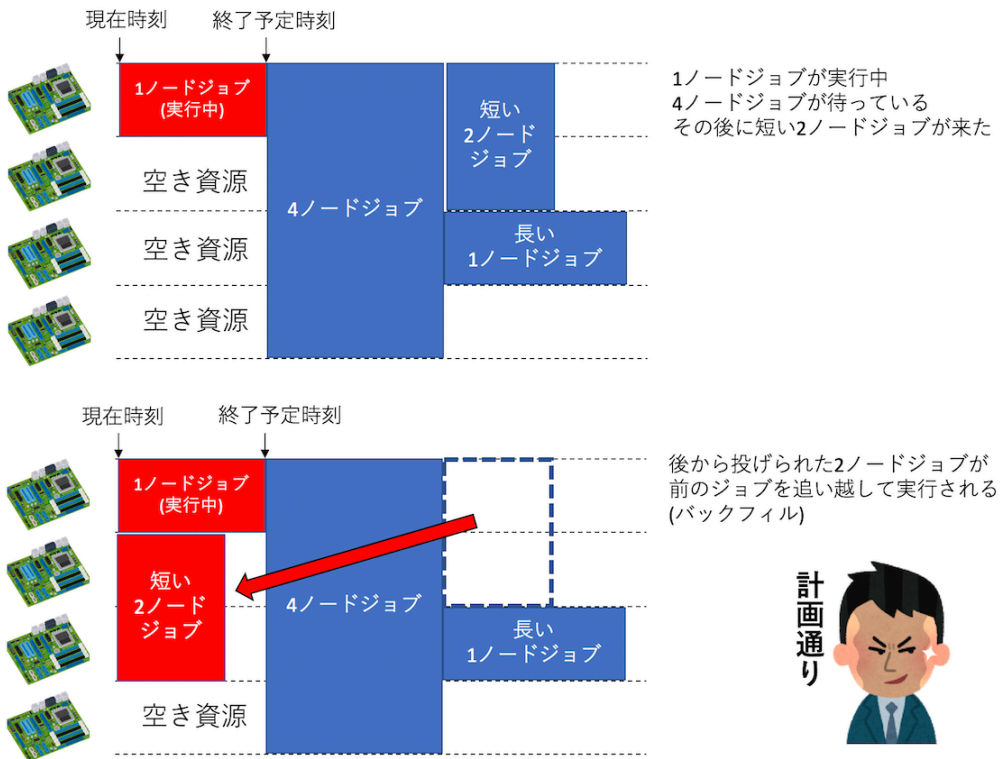 現在時刻
終了予定時刻
1ノードジョブ
(実行中)
空き資源
空き資源
空き資源
4ノードジョブ
短い
2ノード
ジョブ
長い
1ノードジョブ
1ノードジョブが実行中
4ノードジョブが待っている
その後に短い2ノードジョブが来た
現在時刻
終了予定時刻
1ノードジョブ
(実行中)
短い
2ノード
ジョブ
空き資源
4ノードジョブ
長い
1ノードジョブ
後から投げられた2ノードジョブが
前のジョブを追い越して実行される
(バックフィル)
計画通り